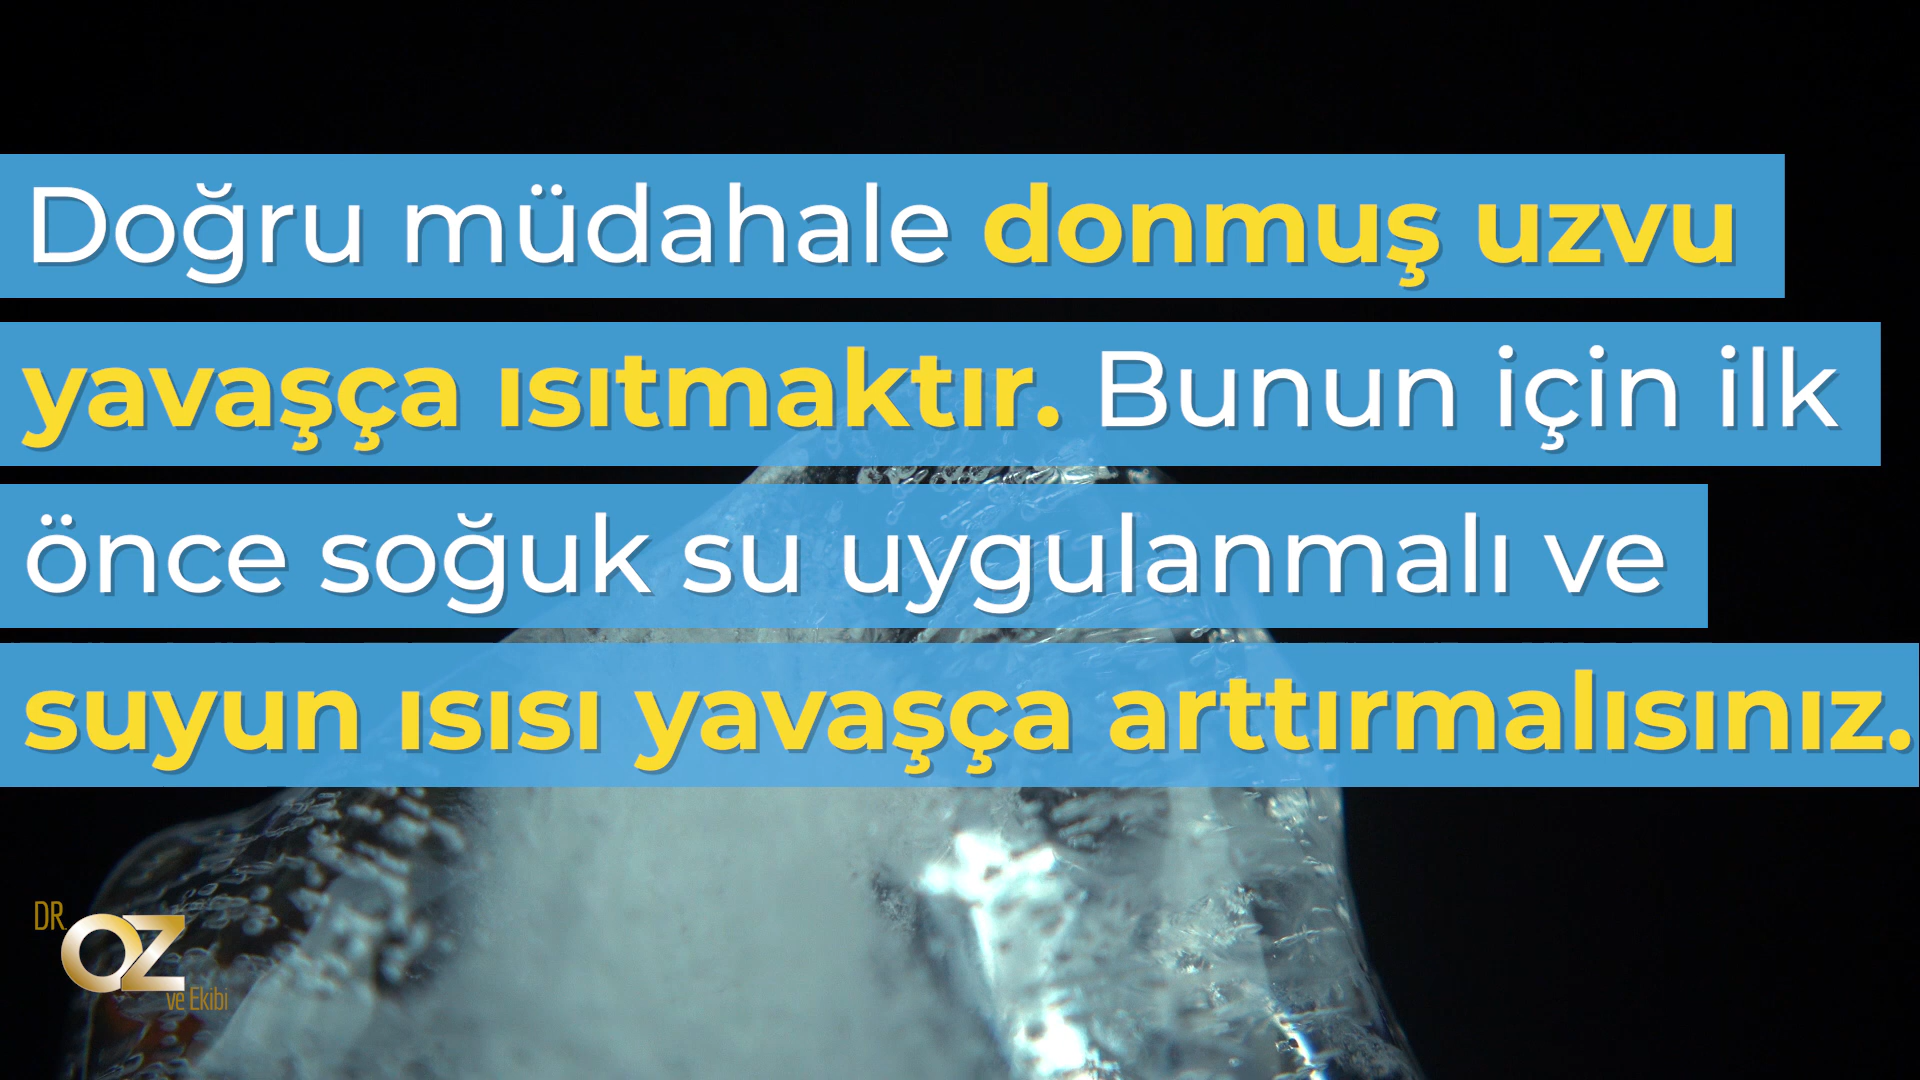 Doğru müdahale donmuş uzvu
yavaşça ısıtmaktır. Bunun için ilk
önce soğuk su uygulanmalı ve
suyun ısısı yavaşça arttırmalısınız.
DR.
OZ
ve Ekibi